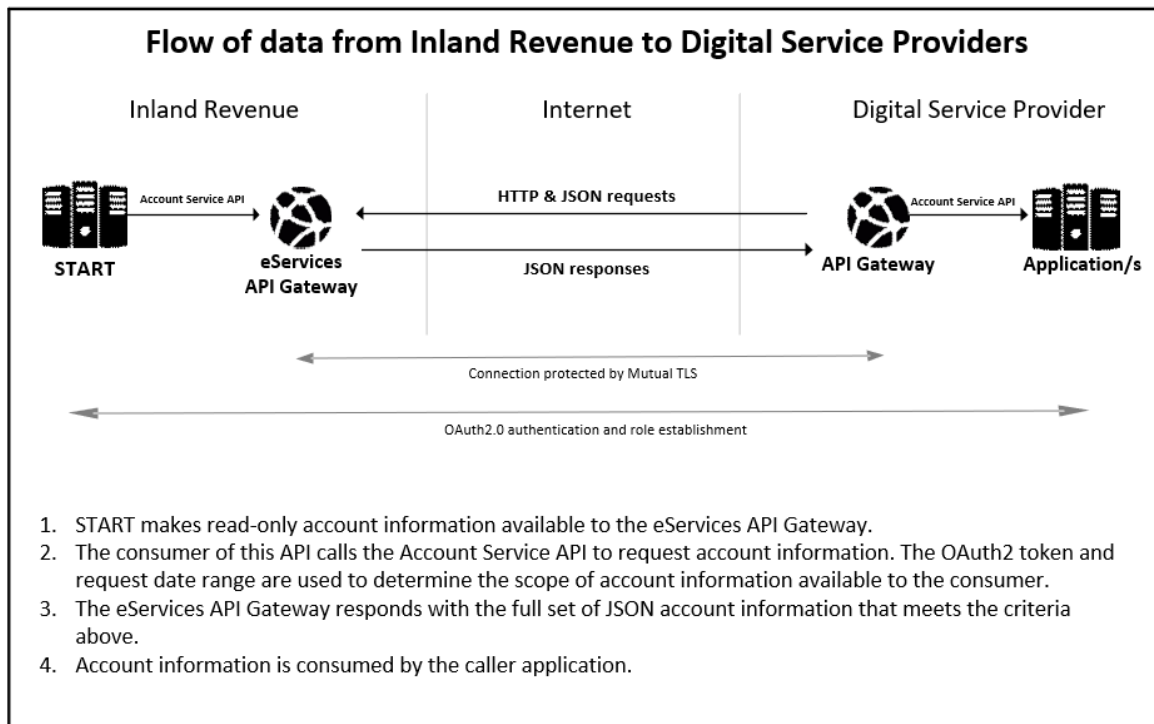 Flow of data from Inland Revenue to Digital Service Providers
Inland Revenue
Internet
Digital Service Provider
Account Service API
HTTP & JSON requests
Account Service API
START
eServices
API Gateway
JSON responses
API Gateway
Application/s
Connection protected by Mutual TLS
OAuth2.0 authentication and role establishment
1. START makes read-only account information available to the eServices API Gateway.
2. The consumer of this API calls the Account Service API to request account information. The OAuth2 token and
request date range are used to determine the scope of account information available to the consumer.
3. The eServices API Gateway responds with the full set of JSON account information that meets the criteria
above.
4. Account information is consumed by the caller application.